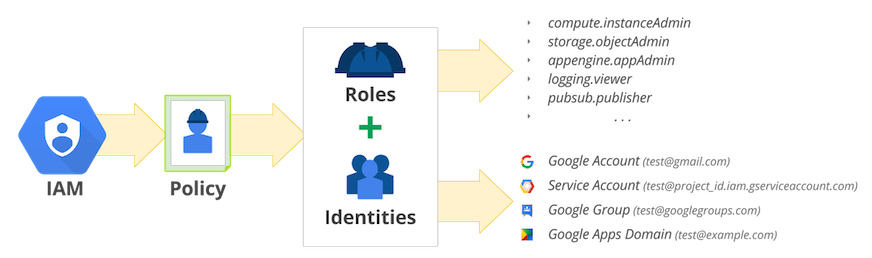 IAM
Policy
Roles
+
Identities
compute.instanceAdmin
storage.objectAdmin
appengine.appAdmin
logging.viewer
pubsub.publisher
...
Google Account (test@gmail.com)
Service Account (test@project_id.iam.gserviceaccount.com)
Google Group (test@googlegroups.com)
Google Apps Domain (test@example.com)